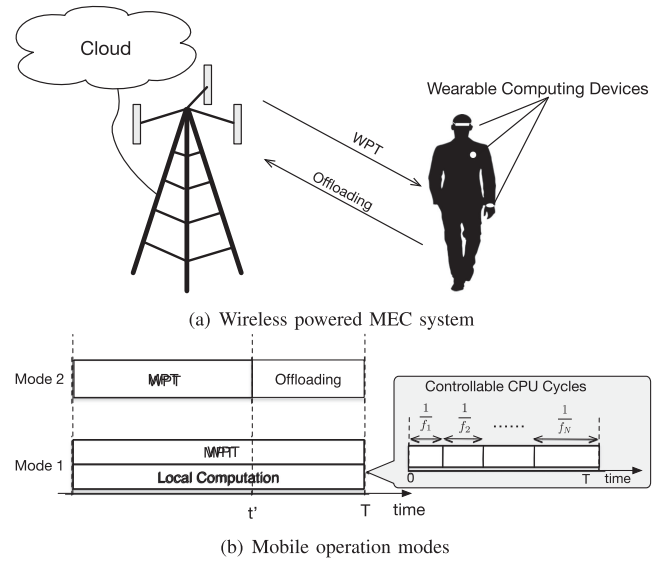 Cloud
Wearable Computing Devices
WPT
Offloading
(a) Wireless powered MEC system
Mode 2
WPT
Offloading
Controllable CPU Cycles
1/f₁ 1/f₂ ...... 1/f_N
Mode 1
WPT
Local Computation
0 T time
t' T time
(b) Mobile operation modes